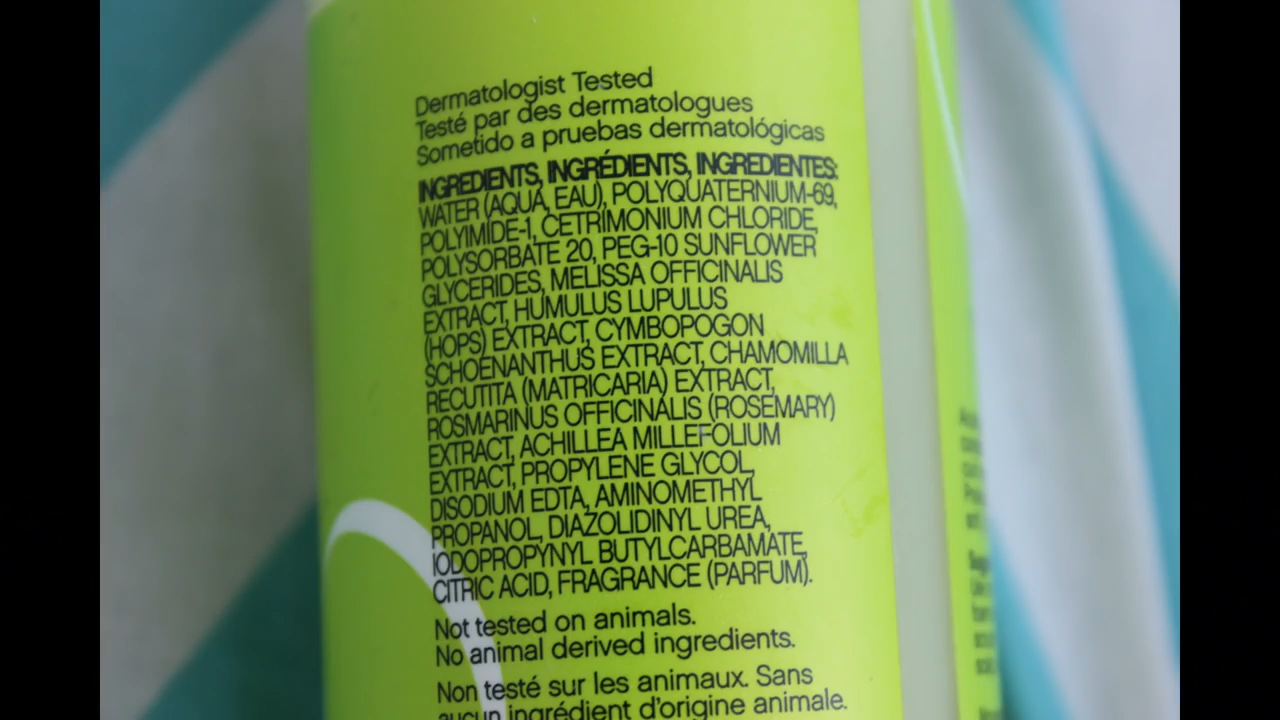 Dermatologist Tested
Testé par des dermatologues
Sometido a pruebas dermatológicas
INGREDIENTS, INGRÉDIENTS, INGREDIENTES:
WATER (AQUA, EAU), POLYQUATERNIUM-69,
POLYIMIDE-1, CETRIMONIUM CHLORIDE,
POLYSORBATE 20, PEG-10 SUNFLOWER
GLYCERIDES, MELISSA OFFICINALIS
EXTRACT, HUMULUS LUPULUS
(HOPS) EXTRACT, CYMBOPOGON
SCHOENANTHUS EXTRACT, CHAMOMILLA
RECUTITA (MATRICARIA) EXTRACT,
ROSMARINUS OFFICINALIS (ROSEMARY)
EXTRACT, ACHILLEA MILLEFOLIUM
EXTRACT, PROPYLENE GLYCOL,
DISODIUM EDTA, AMINOMETHYL
PROPANOL, DIAZOLIDINYL UREA,
IODOPROPYNYL BUTYLCARBAMATE,
CITRIC ACID, FRAGRANCE (PARFUM).
Not tested on animals.
No animal derived ingredients.
Non testé sur les animaux. Sans
aucun ingrédient d'origine animale.